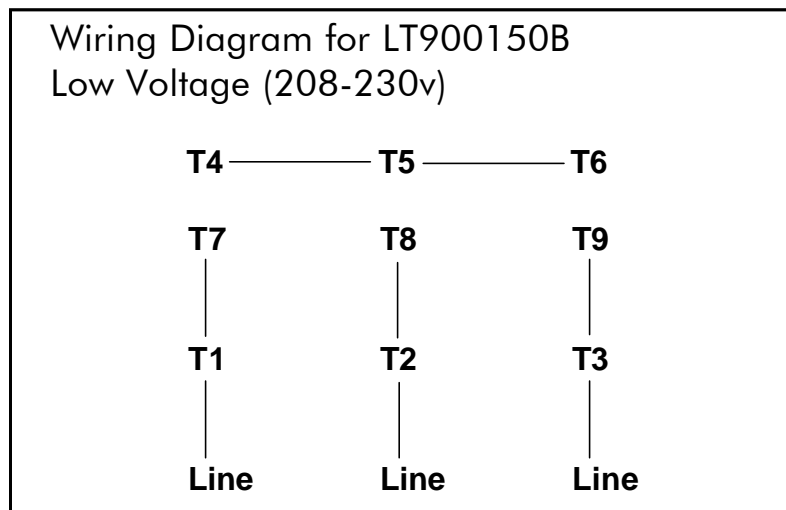 Wiring Diagram for LT900150B
Low Voltage (208-230v)
T4 T5 T6
T7 T8 T9
T1 T2 T3
Line Line Line